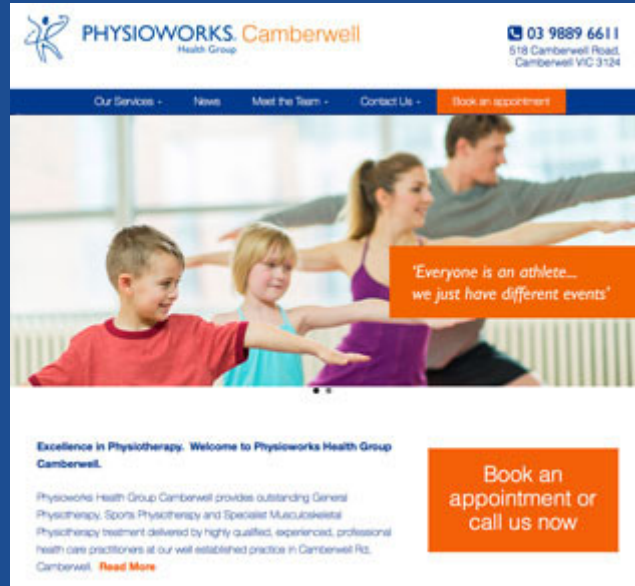 PHYSIOWORKS. Camberwell
Health Group
03 9889 6611
518 Camberwell Road,
Camberwell VIC 3124
Our Services
News
Meet the Team
Contact Us
Book an appointment
'Everyone is an athlete...
we just have different events'
Excellence in Physiotherapy. Welcome to Physioworks Health Group
Camberwell.
Physioworks Health Group Camberwell provides outstanding General
Physiotherapy, Sports Physiotherapy and Specialist Musculoskeletal
Physiotherapy treatment delivered by highly qualified, experienced, professional
health care practitioners at our well established practice in Camberwell Rd,
Camberwell. Read More
Book an
appointment or
call us now